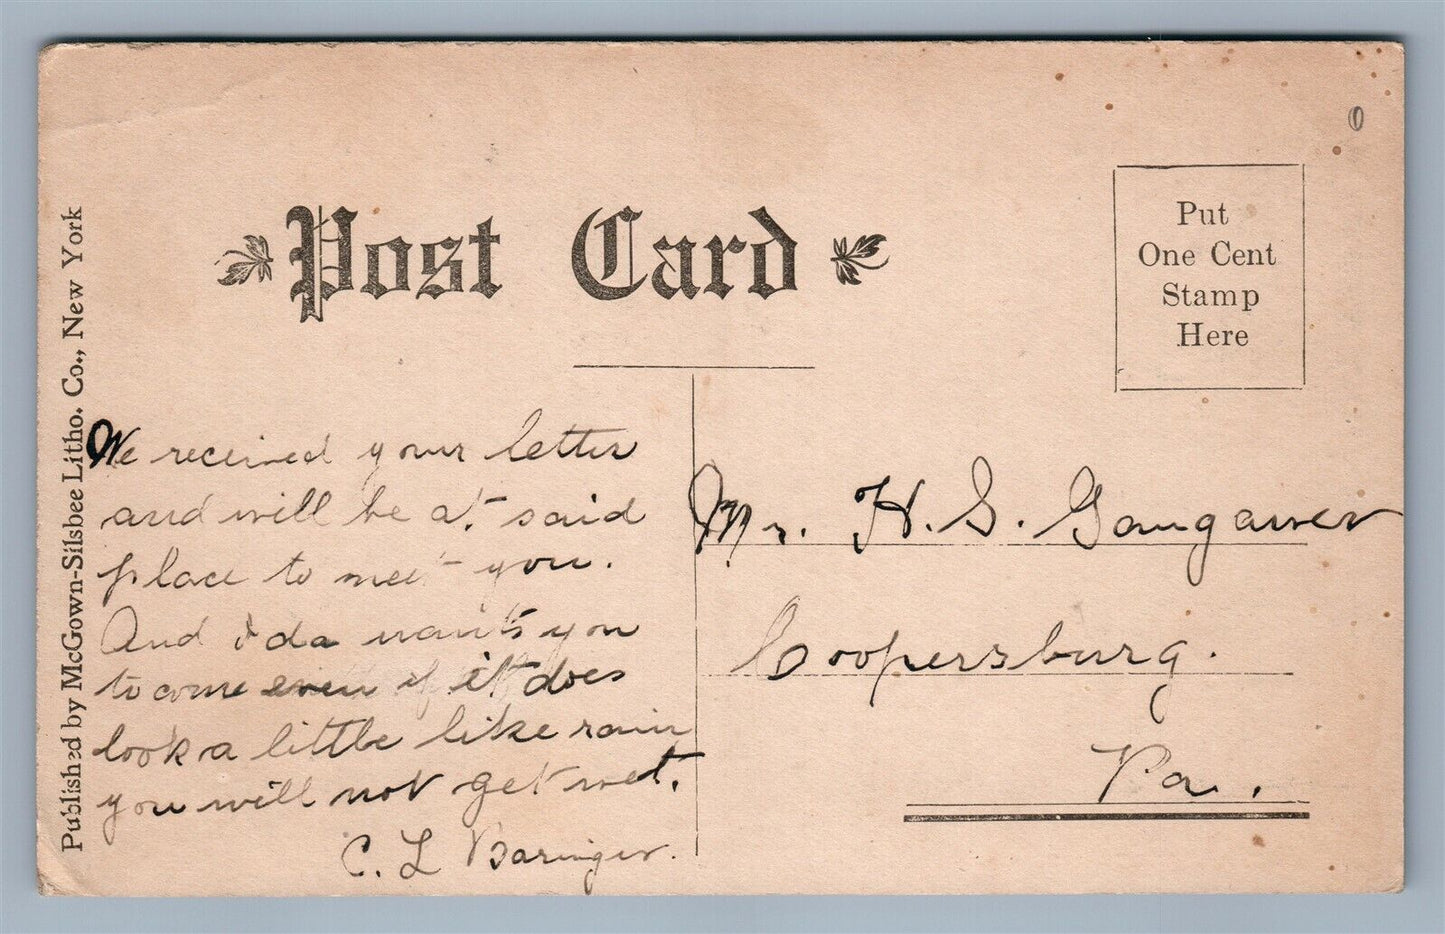 Post Card
Put
One Cent
Stamp
Here
Published by McGown-Silsbee Litho. Co., New York
We received your letter
and will be at said
place to meet you.
And Ida wants you
to come even if it does
look a little like rain
you will not get wet.
C. L. Baringer.
Mr. H. S.
Coopersburg.
Pa.
0